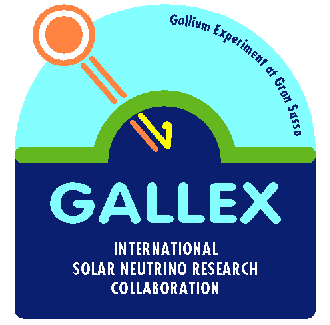 Gallium Experiment at Gran Sasso
GALLEX
INTERNATIONAL
SOLAR NEUTRINO RESEARCH
COLLABORATION